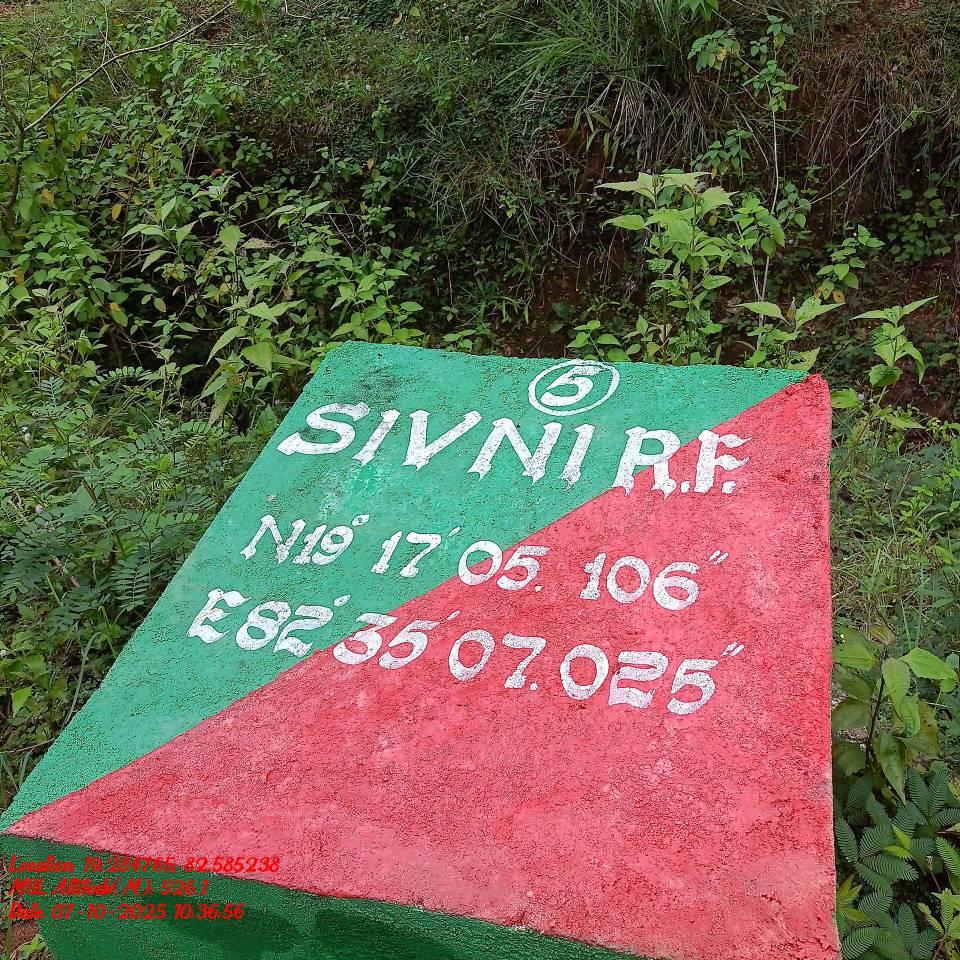 5
SIVNI R.F.
N19° 17' 05. 106"
E82° 35' 07. 025"
Location 19.284765 82.585238
MSL Altitude( M ). 526.1
Date 07-10-2025 10.36.56